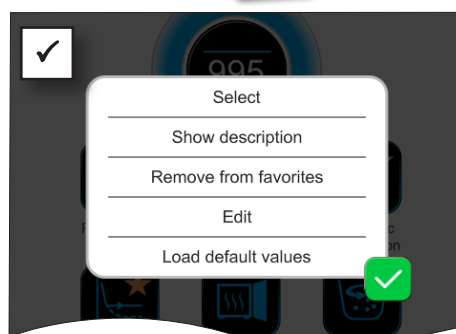 995
Select
Show description
Remove from favorites
Edit
Load default values